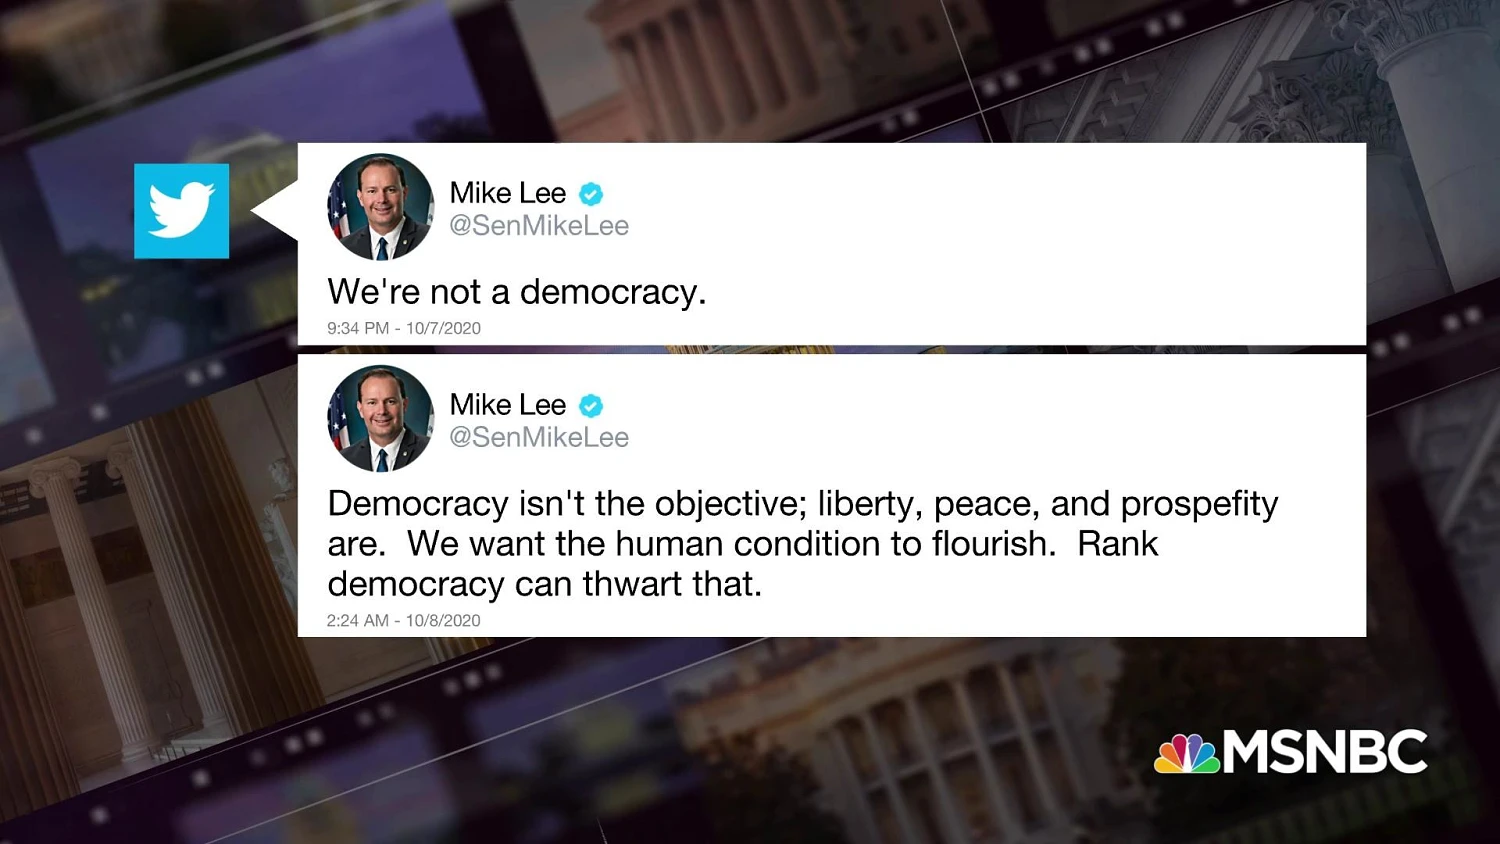 Mike Lee
@SenMikeLee
We're not a democracy.
9:34 PM - 10/7/2020
Mike Lee
@SenMikeLee
Democracy isn't the objective; liberty, peace, and prospefity
are.  We want the human condition to flourish.  Rank
democracy can thwart that.
2:24 AM - 10/8/2020
MSNBC